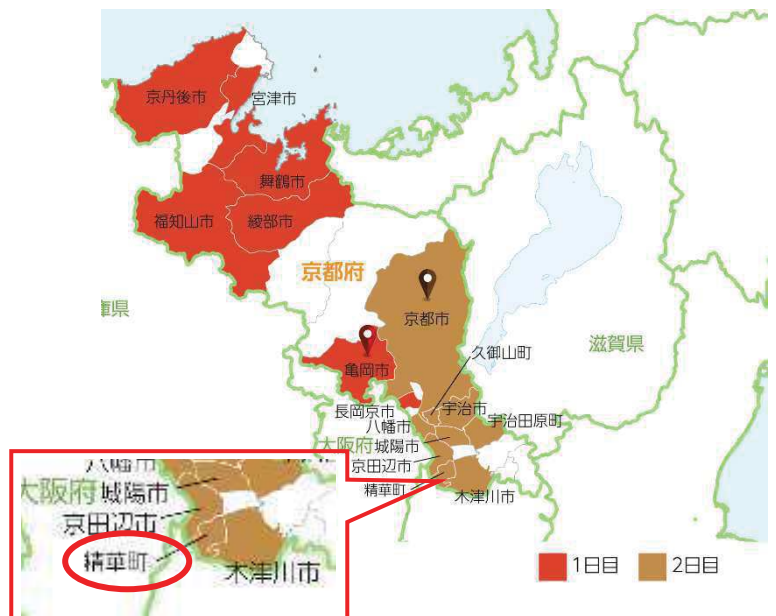 京丹後市
宮津市
舞鶴市
福知山市
綾部市
京都府
京都市
庫県
亀岡市
久御山町
滋賀県
長岡京市
宇治市
八幡市
宇治田原町
大阪府
城陽市
京田辺市
精華町
木津川市
八幡市
大阪府
城陽市
京田辺市
精華町
木津川市
1日目
2日目